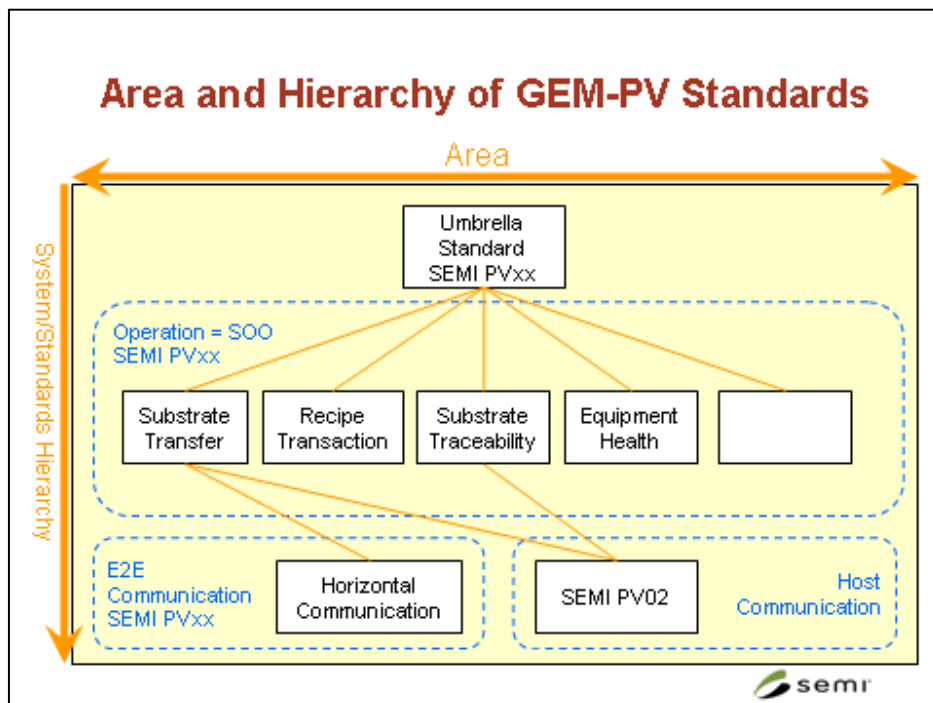 Area and Hierarchy of GEM-PV Standards
Area
System/Standards Hierarchy
Umbrella
Standard
SEMI PVxx
Operation = SOO
SEMI PVxx
Substrate
Transfer
Recipe
Transaction
Substrate
Traceability
Equipment
Health
E2E
Communication
SEMI PVxx
Horizontal
Communication
SEMI PV02
Host
Communication
semi